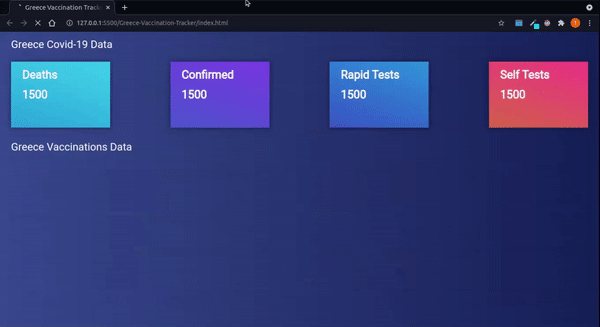 Greece Vaccination Track
127.0.0.1:5500/Greece-Vaccination-Tracker/index.html
Greece Covid-19 Data
Deaths
1500
Confirmed
1500
Rapid Tests
1500
Self Tests
1500
Greece Vaccinations Data